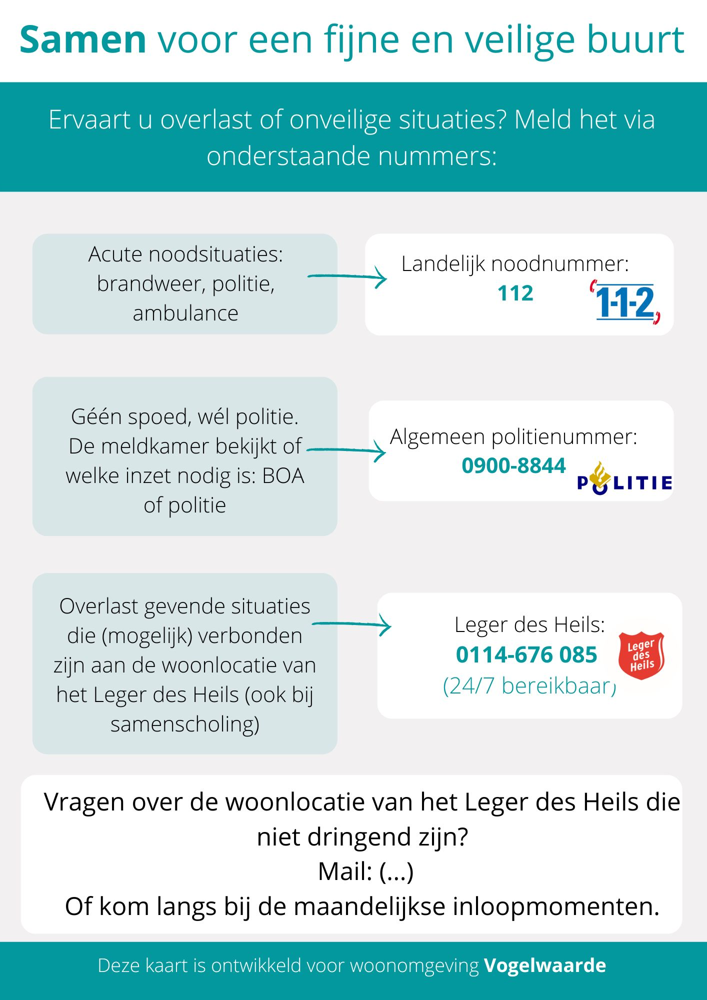 Samen voor een fijne en veilige buurt
Ervaart u overlast of onveilige situaties? Meld het via
onderstaande nummers:
Acute noodsituaties:
brandweer, politie,
ambulance
Landelijk noodnummer:
112
1-1-2
Géén spoed, wél politie.
De meldkamer bekijkt of
welke inzet nodig is: BOA
of politie
Algemeen politienummer:
0900-8844
POLITIE
Overlast gevende situaties
die (mogelijk) verbonden
zijn aan de woonlocatie van
het Leger des Heils (ook bij
samenscholing)
Leger des Heils:
0114-676 085
(24/7 bereikbaar)
Leger
des
Heils
Vragen over de woonlocatie van het Leger des Heils die
niet dringend zijn?
Mail: (...)
Of kom langs bij de maandelijkse inloopmomenten.
Deze kaart is ontwikkeld voor woonomgeving Vogelwaarde